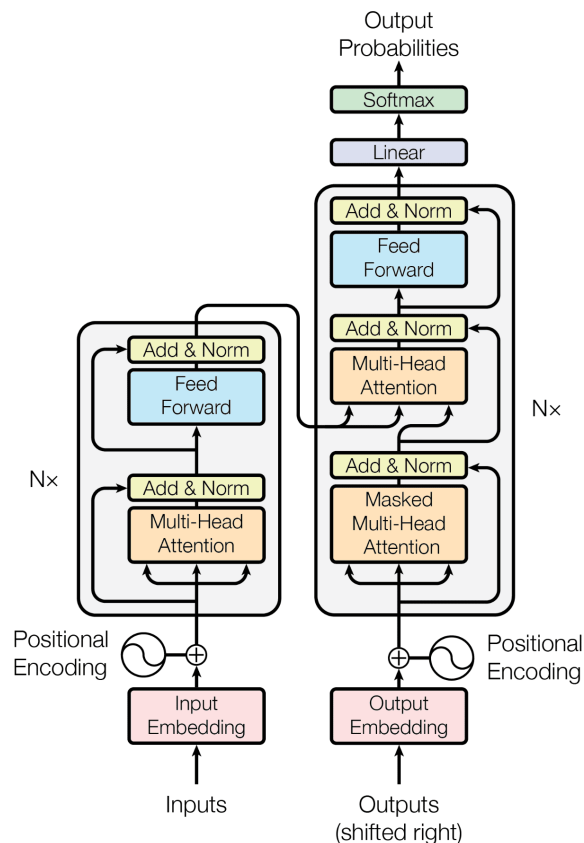 Output
Probabilities
Softmax
Linear
Add & Norm
Feed
Forward
Add & Norm
Multi-Head
Attention
Add & Norm
Masked
Multi-Head
Attention
N×
Add & Norm
Feed
Forward
Add & Norm
Multi-Head
Attention
N×
Positional
Encoding
Positional
Encoding
Input
Embedding
Output
Embedding
Inputs
Outputs
(shifted right)